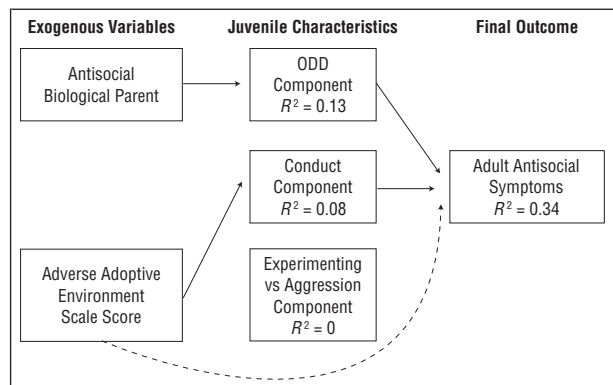 Exogenous Variables
Juvenile Characteristics
Final Outcome
Antisocial
Biological Parent
ODD
Component
R² = 0.13
Conduct
Component
R² = 0.08
Adult Antisocial
Symptoms
R² = 0.34
Adverse Adoptive
Environment
Scale Score
Experimenting
vs Aggression
Component
R² = 0